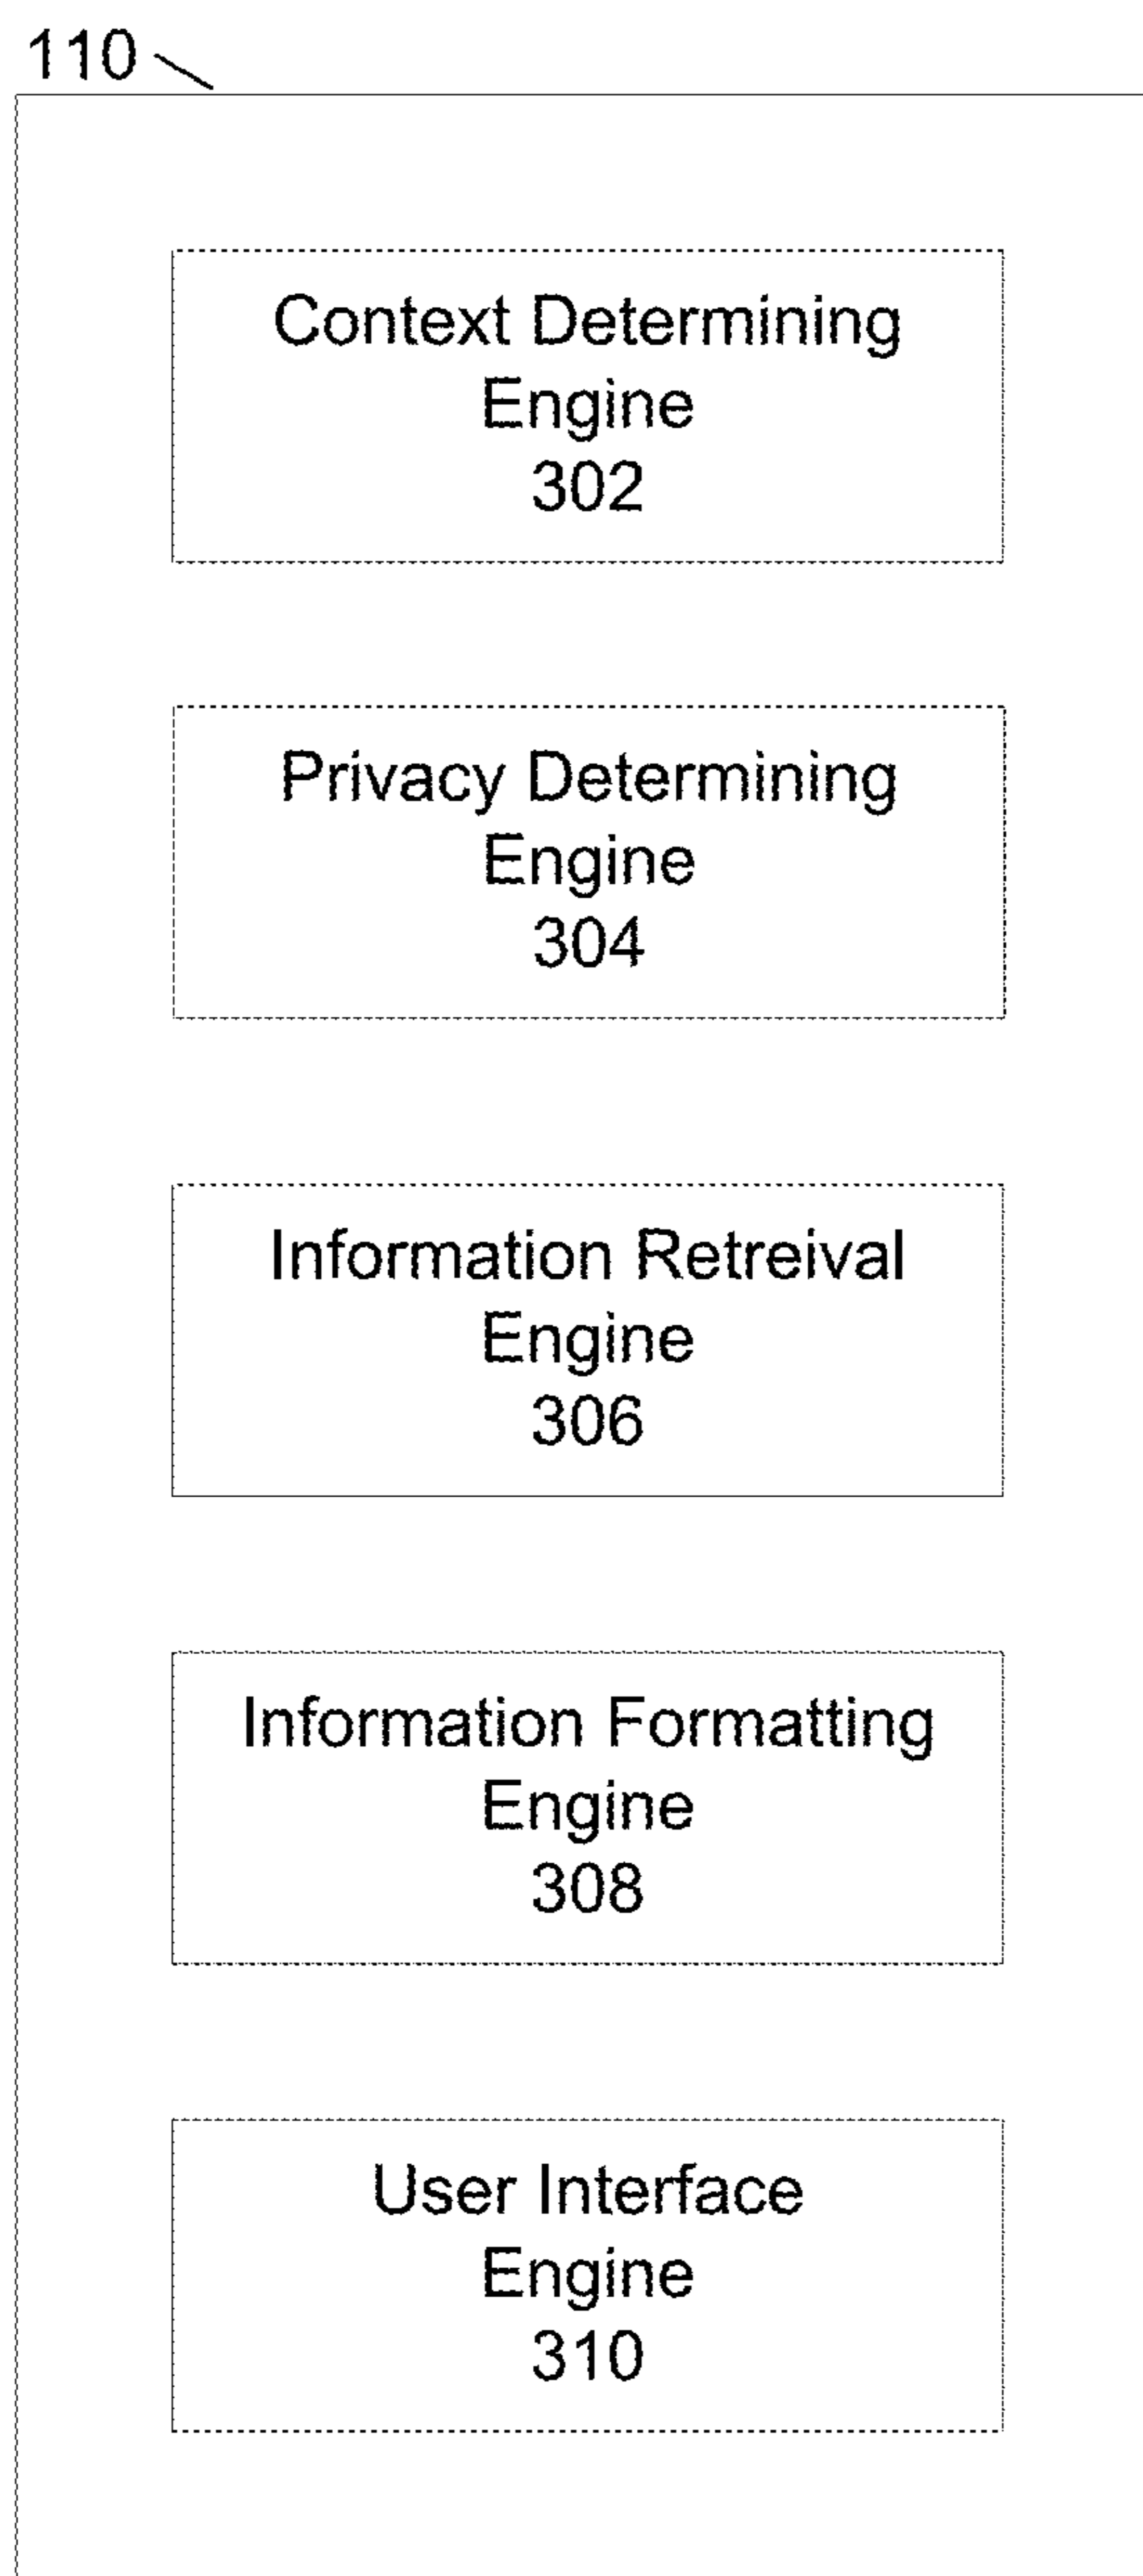 110
Context Determining
Engine
302
Privacy Determining
Engine
304
Information Retreival
Engine
306
Information Formatting
Engine
308
User Interface
Engine
310